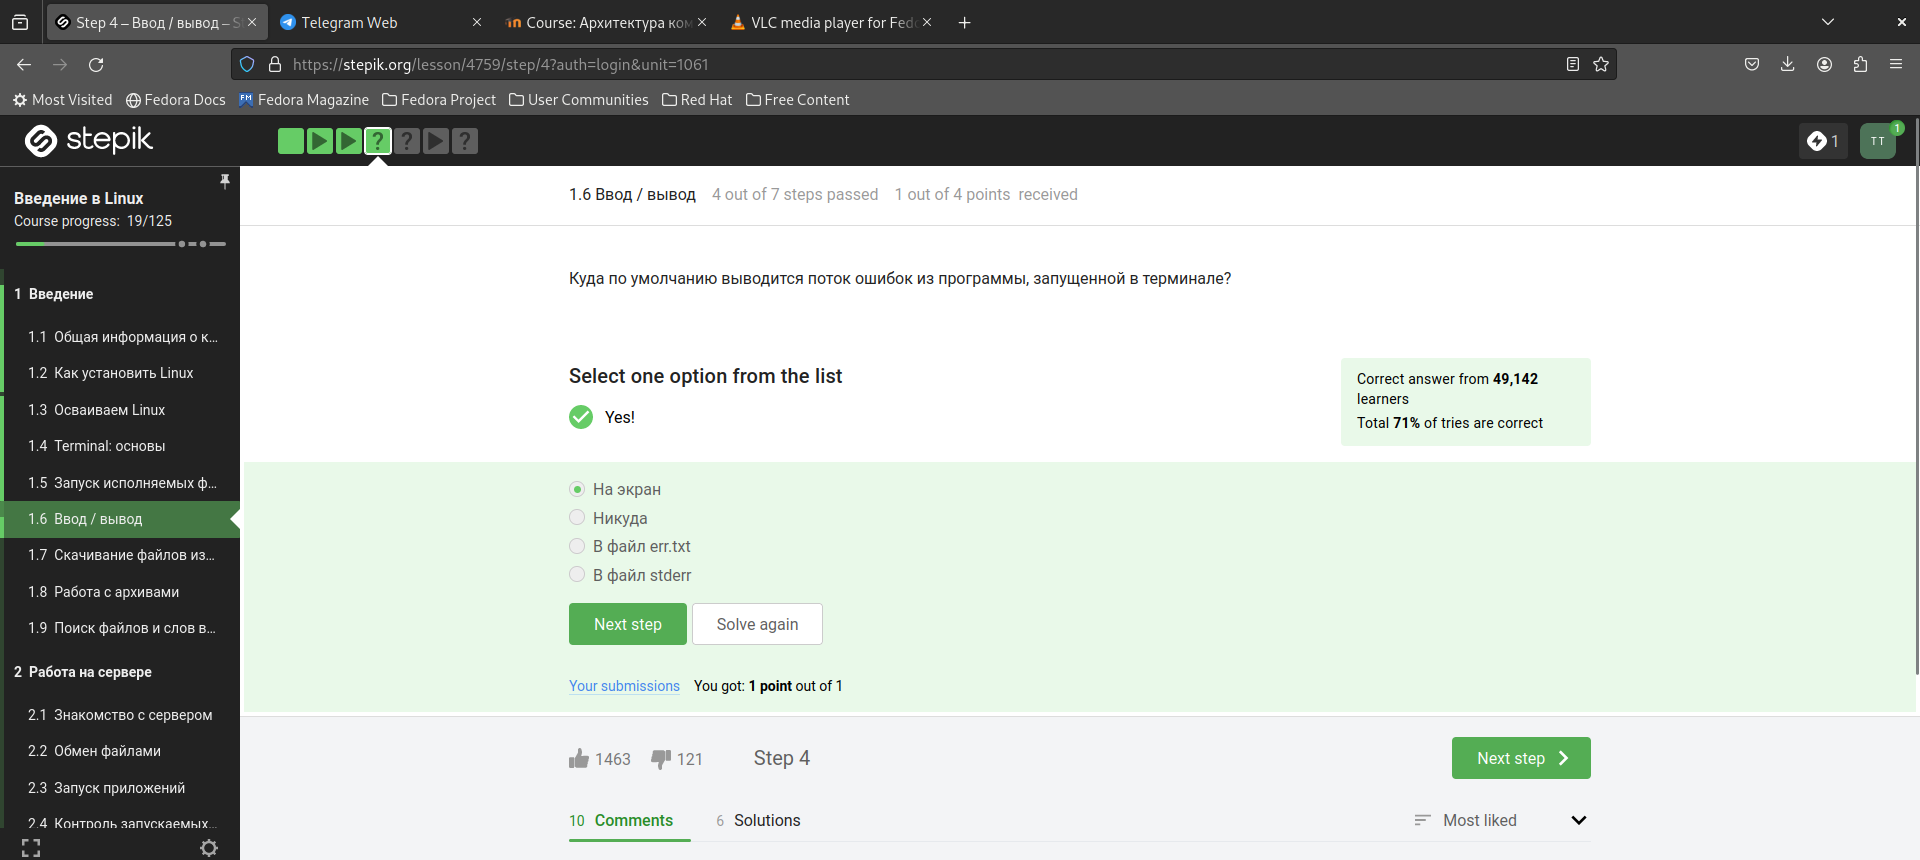 Step 4 – Ввод / вывод – S
Telegram Web
Course: Архитектура ком
VLC media player for Fedo
https://stepik.org/lesson/4759/step/4?auth=login&unit=1061
Most Visited
Fedora Docs
Fedora Magazine
Fedora Project
User Communities
Red Hat
Free Content
stepik
? ? ?
1
TT
1
Введение в Linux
Course progress: 19/125
1 Введение
1.1 Общая информация о к...
1.2 Как установить Linux
1.3 Осваиваем Linux
1.4 Terminal: основы
1.5 Запуск исполняемых ф...
1.6 Ввод / вывод
1.7 Скачивание файлов из...
1.8 Работа с архивами
1.9 Поиск файлов и слов в...
2 Работа на сервере
2.1 Знакомство с сервером
2.2 Обмен файлами
2.3 Запуск приложений
2.4 Контроль запускаемых...
1.6 Ввод / вывод 4 out of 7 steps passed 1 out of 4 points received
Куда по умолчанию выводится поток ошибок из программы, запущенной в терминале?
Select one option from the list
Yes!
Correct answer from 49,142
learners
Total 71% of tries are correct
На экран
Никуда
В файл err.txt
В файл stderr
Next step
Solve again
Your submissions You got: 1 point out of 1
1463 121 Step 4
Next step
10 Comments
6 Solutions
Most liked